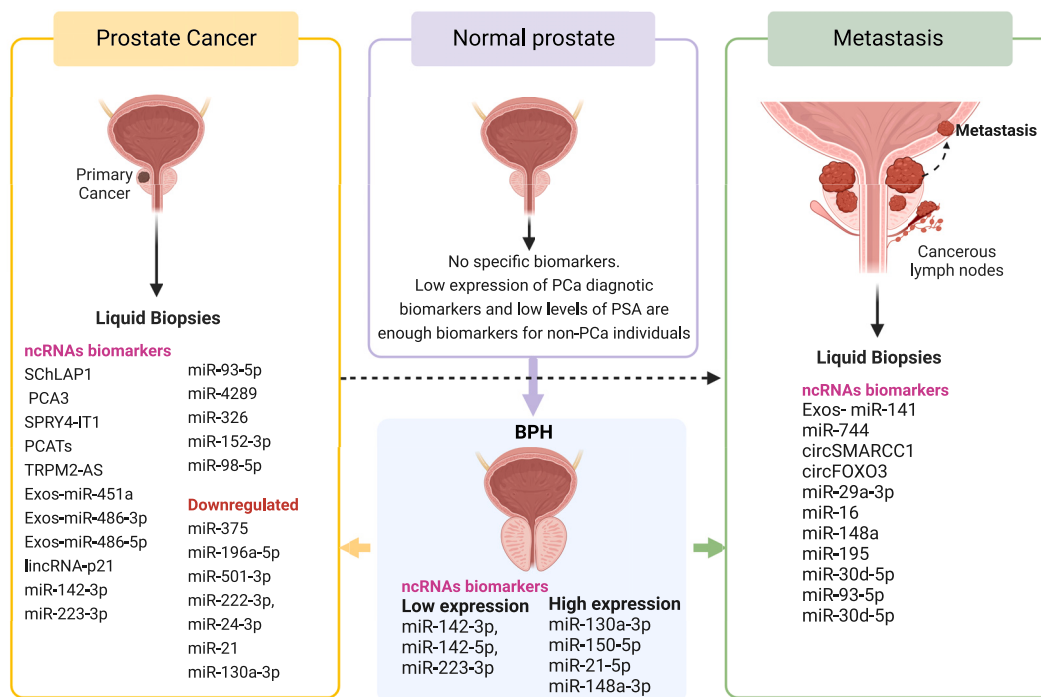 Prostate Cancer
Primary
Cancer
Liquid Biopsies
ncRNAs biomarkers
SChLAP1
PCA3
SPRY4-IT1
PCATs
TRPM2-AS
Exos-miR-451a
Exos-miR-486-3p
Exos-miR-486-5p
lincRNA-p21
miR-142-3p
miR-223-3p
miR-93-5p
miR-4289
miR-326
miR-152-3p
miR-98-5p
Downregulated
miR-375
miR-196a-5p
miR-501-3p
miR-222-3p,
miR-24-3p
miR-21
miR-130a-3p
Normal prostate
No specific biomarkers.
Low expression of PCa diagnotic
biomarkers and low levels of PSA are
enough biomarkers for non-PCa individuals
BPH
ncRNAs biomarkers
Low expression
miR-142-3p,
miR-142-5p,
miR-223-3p
High expression
miR-130a-3p
miR-150-5p
miR-21-5p
miR-148a-3p
Metastasis
Metastasis
Cancerous
lymph nodes
Liquid Biopsies
ncRNAs biomarkers
Exos- miR-141
miR-744
circSMARCC1
circFOXO3
miR-29a-3p
miR-16
miR-148a
miR-195
miR-30d-5p
miR-93-5p
miR-30d-5p